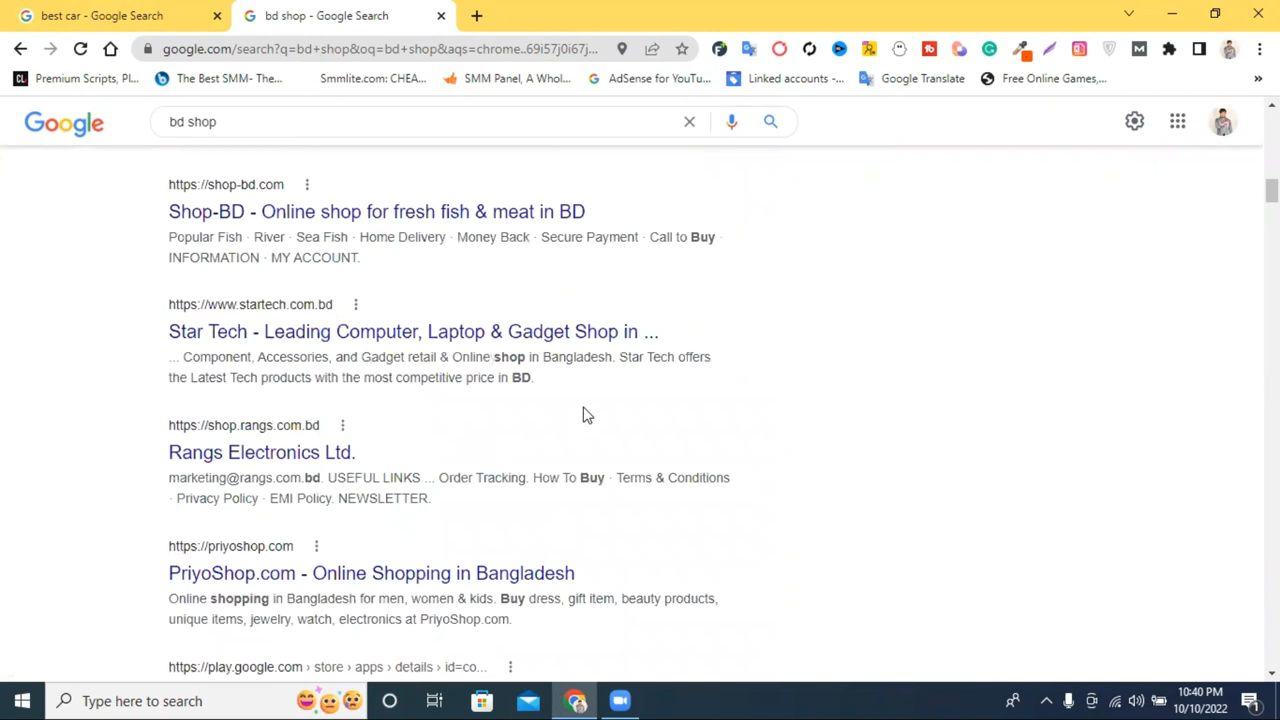 best car - Google Search
bd shop - Google Search
google.com/search?q=bd+shop&oq=bd+shop&aqs=chrome..69i57j0i67j...
Premium Scripts, Pl...
The Best SMM- The...
Smmlite.com: CHEA...
SMM Panel, A Whol...
AdSense for YouTu...
Linked accounts -...
Google Translate
Free Online Games,...
Google
bd shop
https://shop-bd.com
Shop-BD - Online shop for fresh fish & meat in BD
Popular Fish · River · Sea Fish · Home Delivery · Money Back · Secure Payment · Call to Buy ·
INFORMATION · MY ACCOUNT.
https://www.startech.com.bd
Star Tech - Leading Computer, Laptop & Gadget Shop in ...
... Component, Accessories, and Gadget retail & Online shop in Bangladesh. Star Tech offers
the Latest Tech products with the most competitive price in BD.
https://shop.rangs.com.bd
Rangs Electronics Ltd.
marketing@rangs.com.bd. USEFUL LINKS ... Order Tracking. How To Buy · Terms & Conditions
· Privacy Policy · EMI Policy. NEWSLETTER.
https://priyoshop.com
PriyoShop.com - Online Shopping in Bangladesh
Online shopping in Bangladesh for men, women & kids. Buy dress, gift item, beauty products,
unique items, jewelry, watch, electronics at PriyoShop.com.
https://play.google.com › store › apps › details › id=co...
Type here to search
10:40 PM
10/10/2022